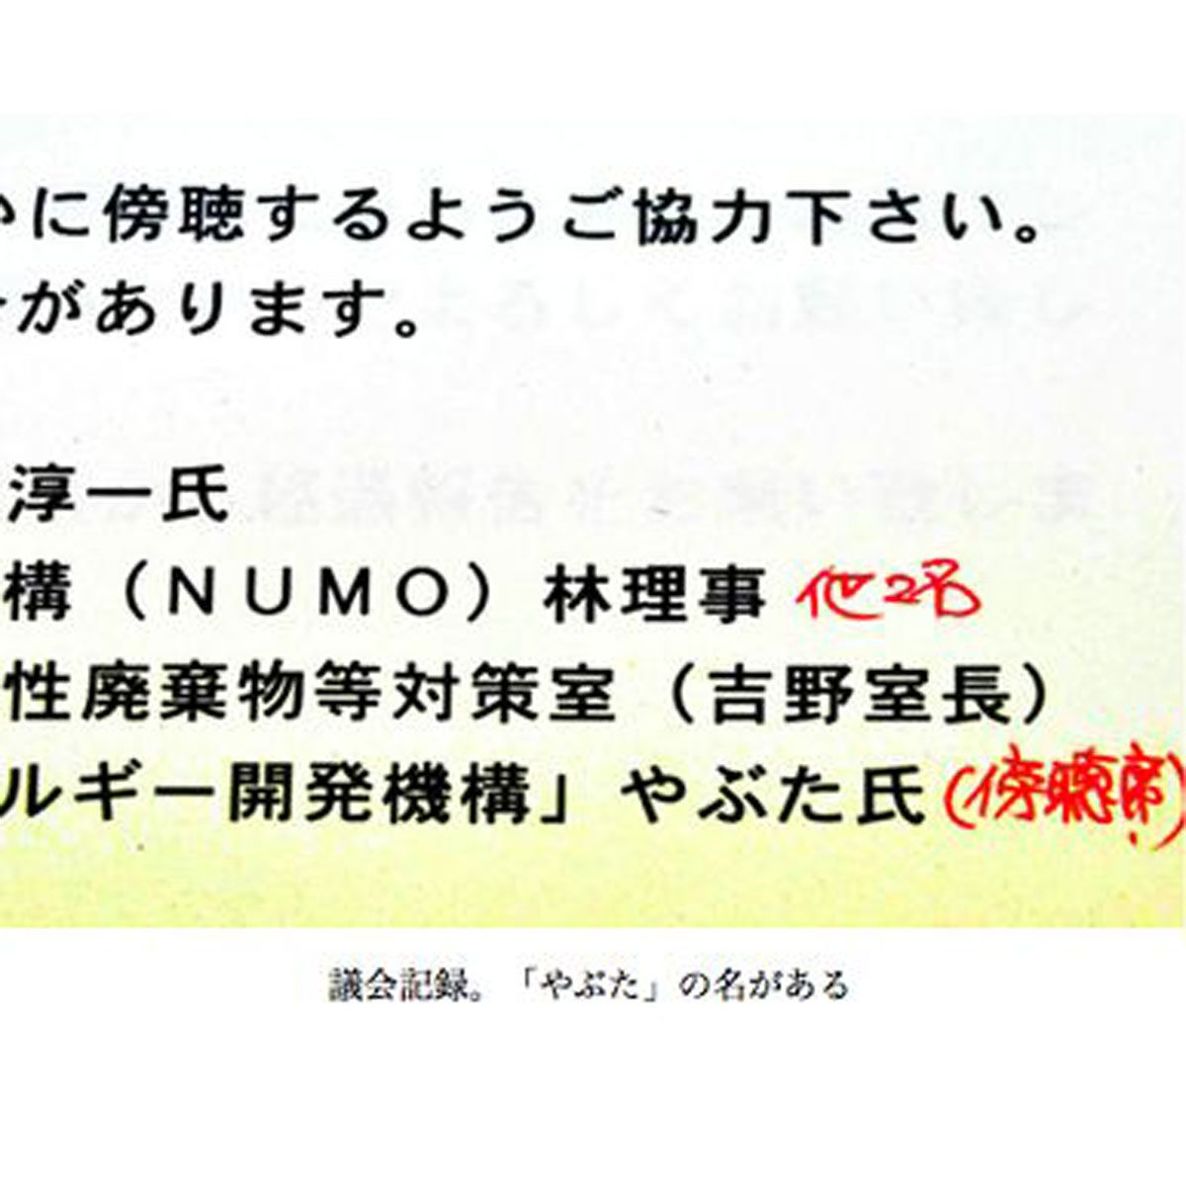 かに傍聴するようご協力下さい。
があります。
淳一氏
構（ＮＵＭＯ）林理事 他2名
性廃棄物等対策室（吉野室長）
ルギー開発機構」やぶた氏(傍聴席)
議会記録。「やぶた」の名がある